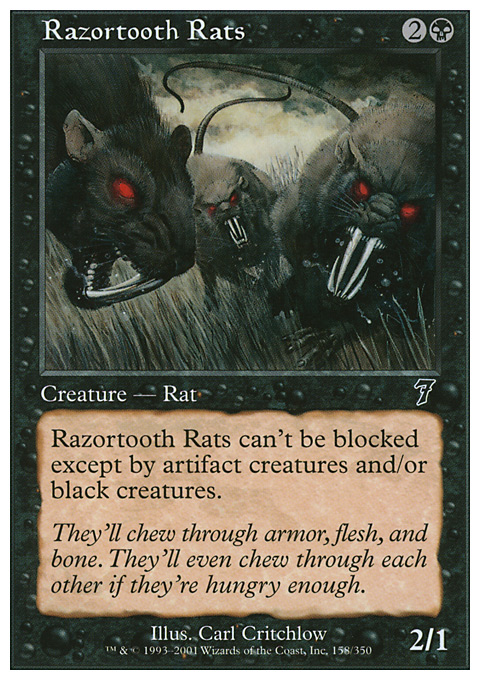 Razortooth Rats 2
Creature — Rat 7
Razortooth Rats can't be blocked
except by artifact creatures and/or
black creatures.
They'll chew through armor, flesh, and
bone. They'll even chew through each
other if they're hungry enough.
Illus. Carl Critchlow
™ & © 1993–2001 Wizards of the Coast, Inc. 158/350
2/1